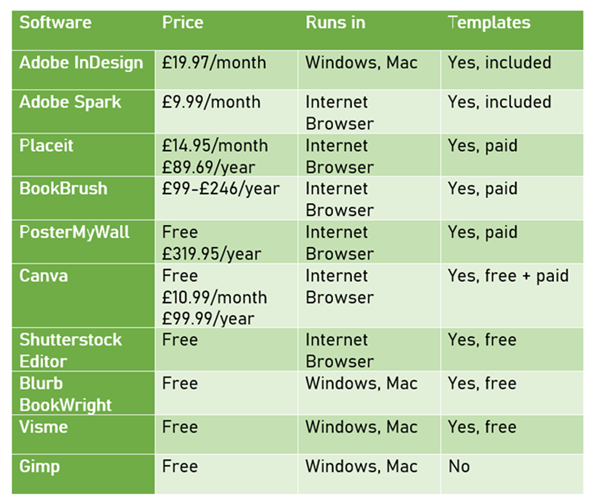 Software Price Runs in Templates
Adobe InDesign £19.97/month Windows, Mac Yes, included
Adobe Spark £9.99/month Internet Yes, included
Browser
Placeit £14.95/month Internet Yes, paid
£89.69/year Browser
BookBrush £99-£246/year Internet Yes, paid
Browser
PosterMyWall Free Internet Yes, paid
£319.95/year Browser
Canva Free Internet Yes, free + paid
£10.99/month Browser
£99.99/year
Shutterstock Free Internet Yes, free
Editor Browser
Blurb Free Windows, Mac Yes, free
BookWright
Visme Free Windows, Mac Yes, free
Gimp Free Windows, Mac No